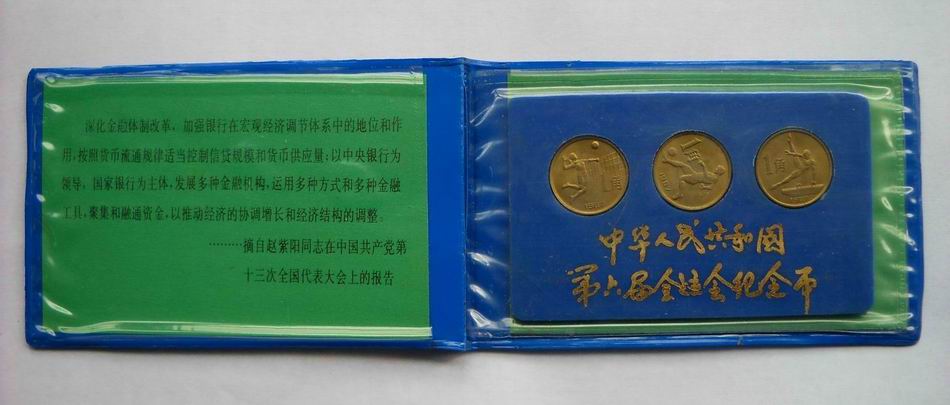 深化金融体制改革，加强银行在宏观经济调节体系中的地位和作
用，按照货币流通规律适当控制信贷规模和货币供应量；以中央银行为
领导，国家银行为主体，发展多种金融机构，运用多种方式和多种金融
工具，聚集和融通资金，以推动经济的协调增长和经济结构的调整。
………摘自赵紫阳同志在中国共产党第
十三次全国代表大会上的报告
1角
1987
1987
1角
中华人民共和国
第六届全运会纪念币